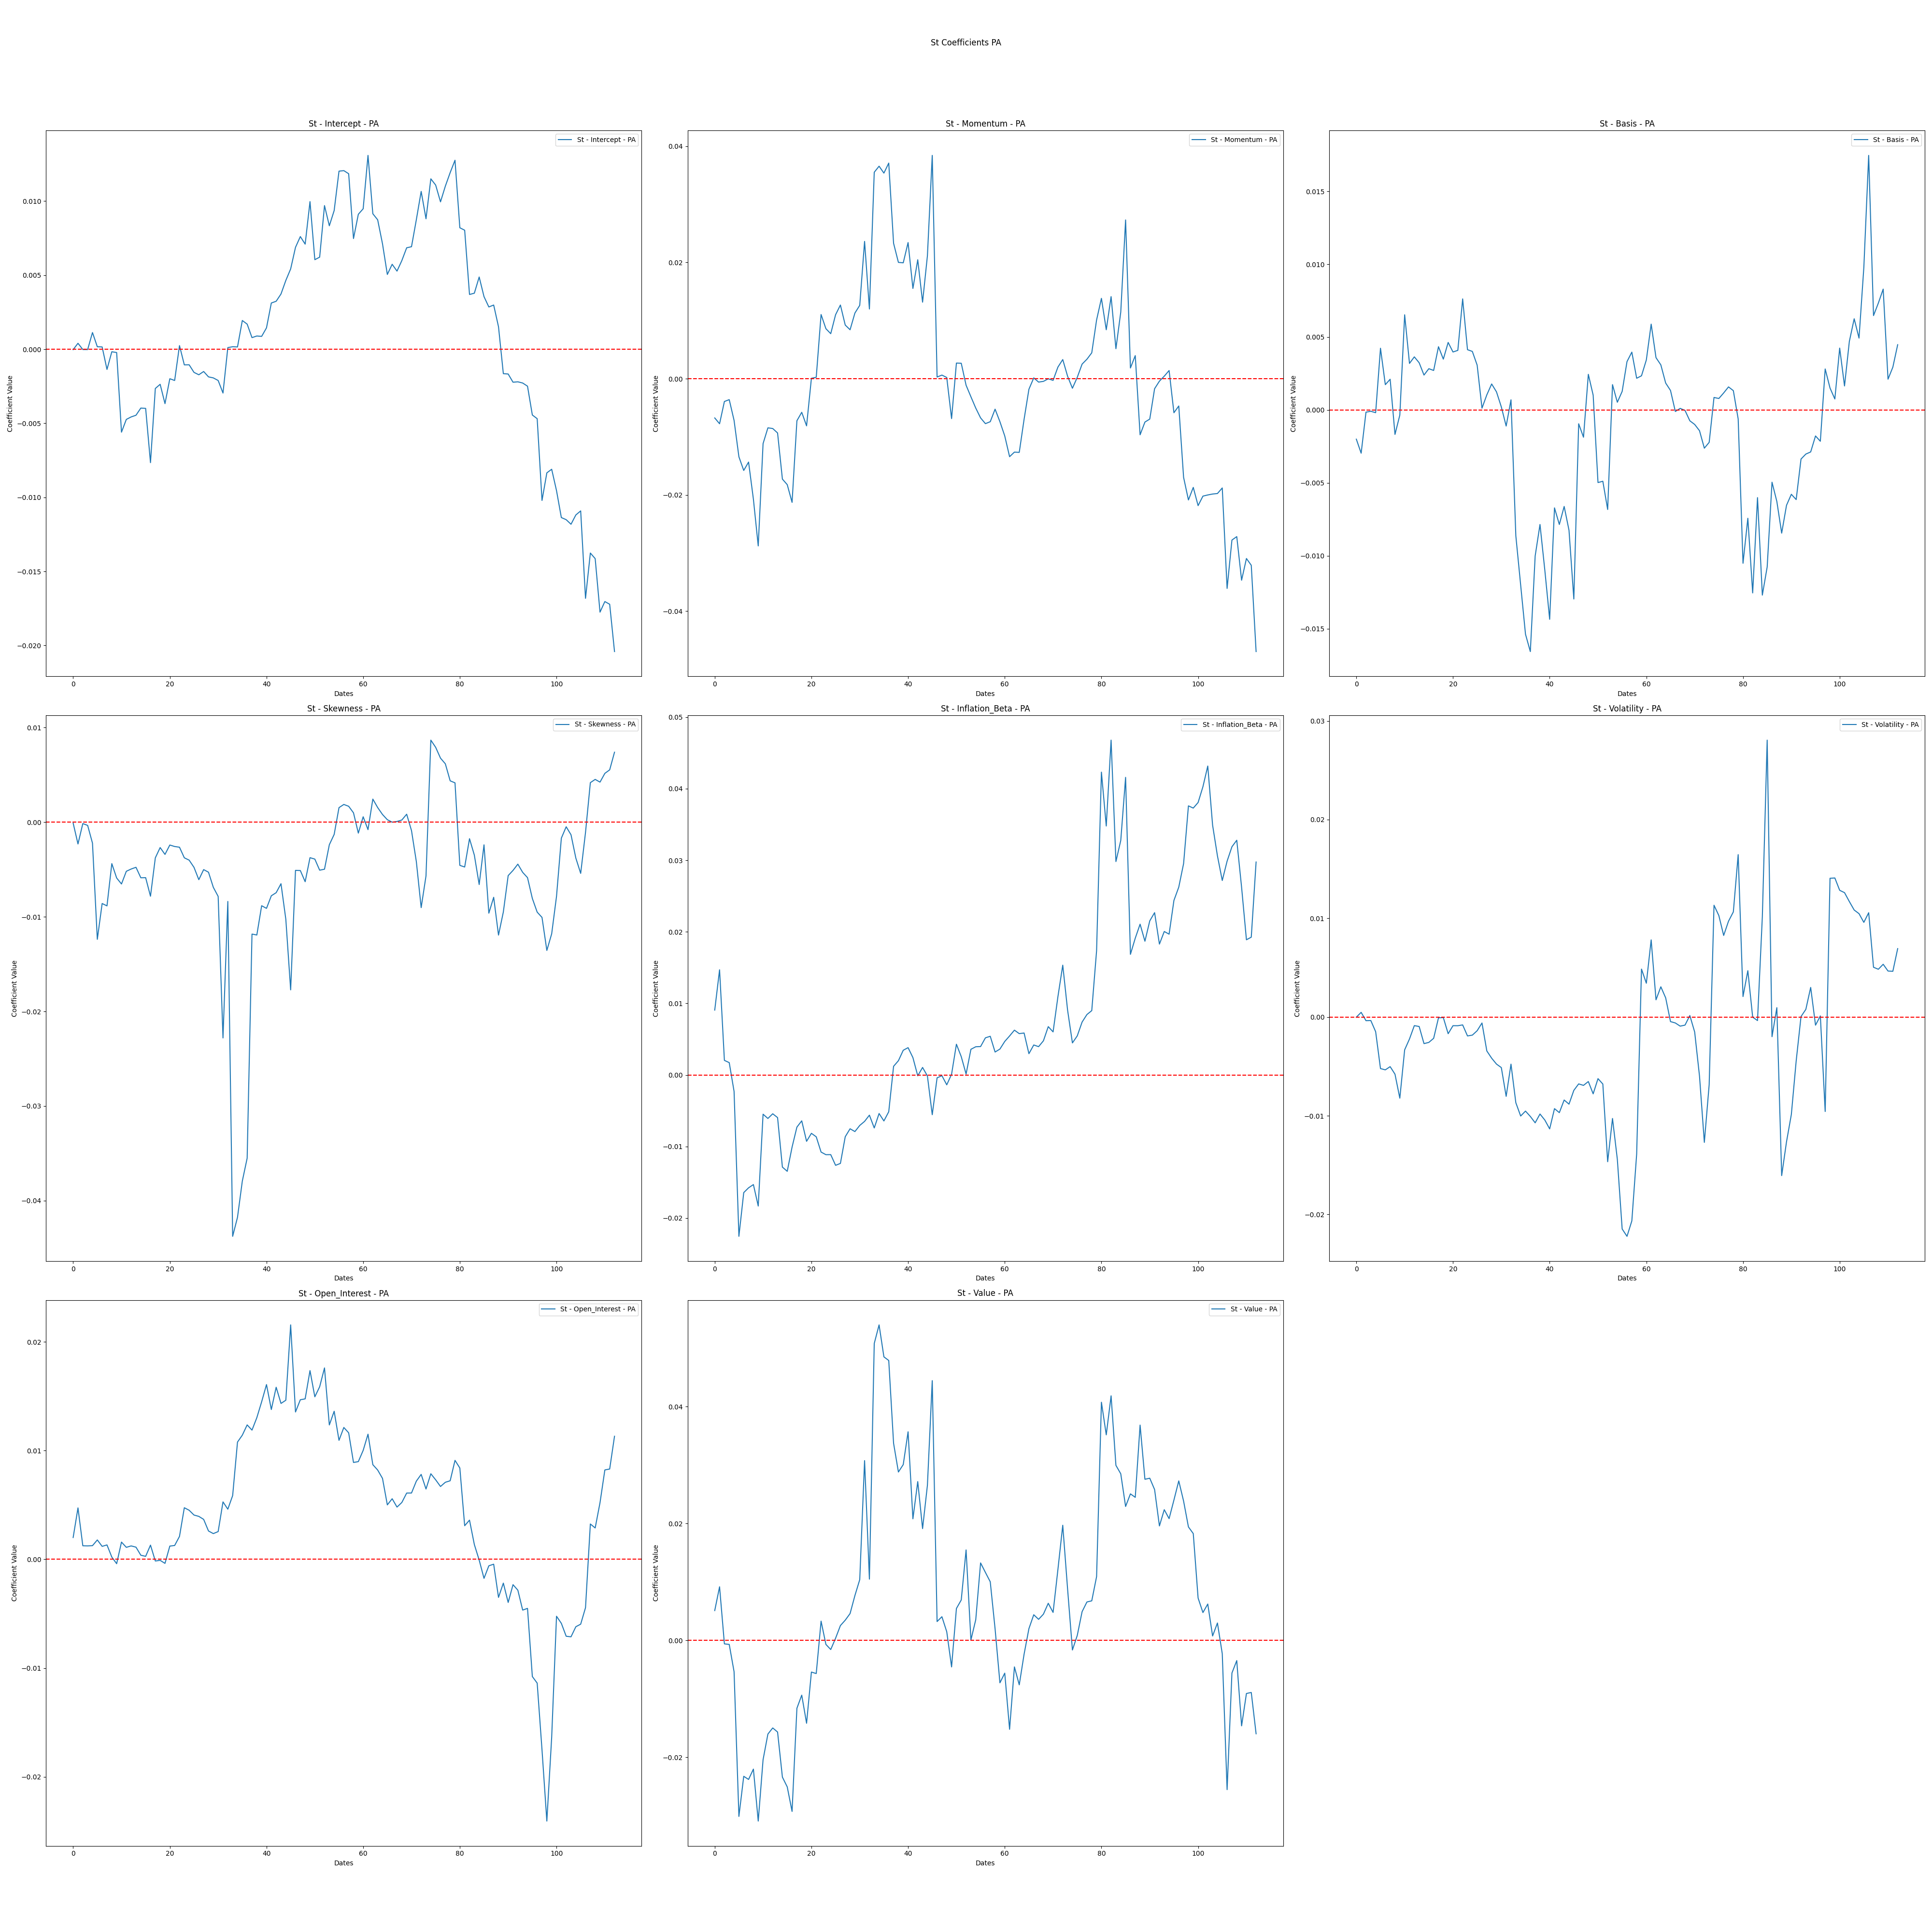 St Coefficients PA
St - Intercept - PA
St - Intercept - PA
Coefficient Value
0.010
0.005
0.000
−0.005
−0.010
−0.015
−0.020
0 20 40 60 80 100
Dates
St - Momentum - PA
St - Momentum - PA
Coefficient Value
0.04
0.02
0.00
−0.02
−0.04
0 20 40 60 80 100
Dates
St - Basis - PA
St - Basis - PA
Coefficient Value
0.015
0.010
0.005
0.000
−0.005
−0.010
−0.015
0 20 40 60 80 100
Dates
St - Skewness - PA
St - Skewness - PA
Coefficient Value
0.01
0.00
−0.01
−0.02
−0.03
−0.04
0 20 40 60 80 100
Dates
St - Inflation_Beta - PA
St - Inflation_Beta - PA
Coefficient Value
0.05
0.04
0.03
0.02
0.01
0.00
−0.01
−0.02
0 20 40 60 80 100
Dates
St - Volatility - PA
St - Volatility - PA
Coefficient Value
0.03
0.02
0.01
0.00
−0.01
−0.02
0 20 40 60 80 100
Dates
St - Open_Interest - PA
St - Open_Interest - PA
Coefficient Value
0.02
0.01
0.00
−0.01
−0.02
0 20 40 60 80 100
Dates
St - Value - PA
St - Value - PA
Coefficient Value
0.04
0.02
0.00
−0.02
0 20 40 60 80 100
Dates